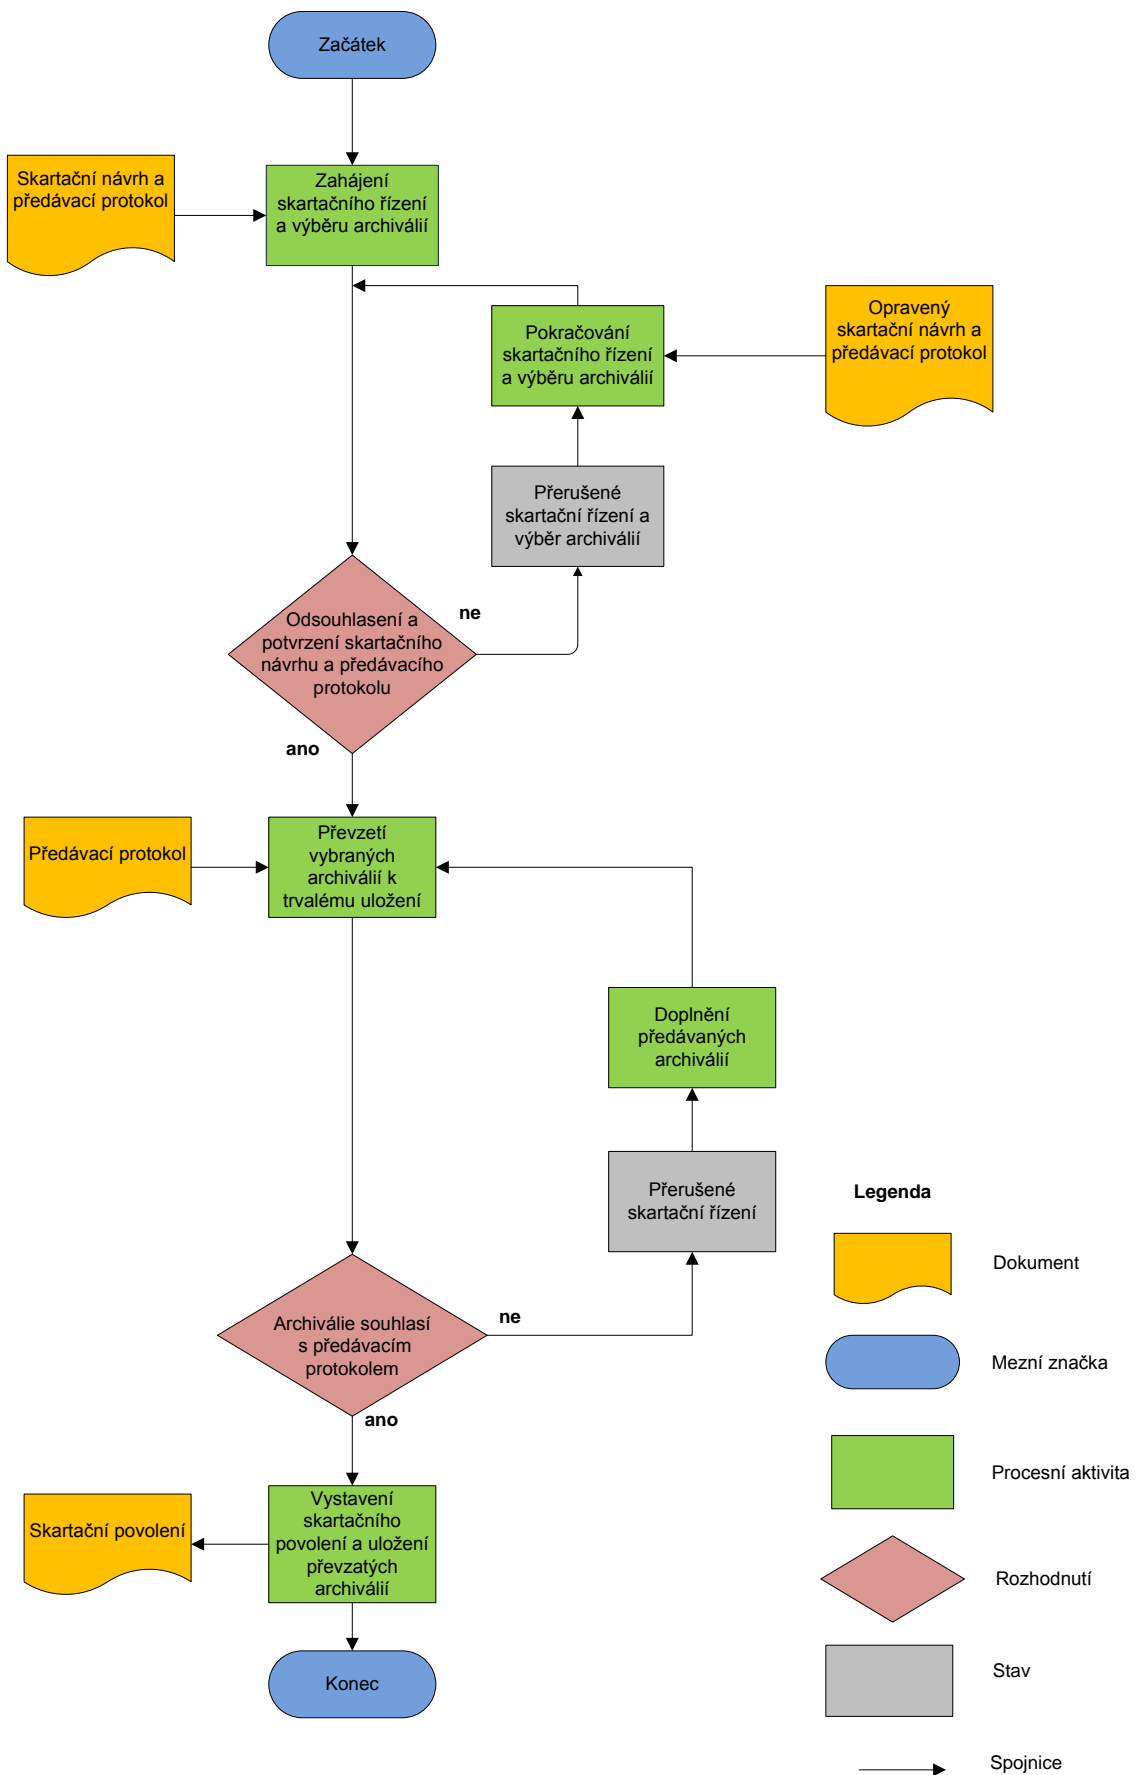 Začátek
Skartační návrh a
předávací protokol
Zahájení
skartačního řízení
a výběru archiválií
Pokračování
skartačního řízení
a výběru archiválií
Opravený
skartační návrh a
předávací protokol
Přerušené
skartační řízení a
výběr archiválií
ne
Odsouhlasení a
potvrzení skartačního
návrhu a předávacího
protokolu
ano
Předávací protokol
Převzetí
vybraných
archiválií k
trvalému uložení
Doplnění
předávaných
archiválií
Přerušené
skartační řízení
ne
Archiválie souhlasí
s předávacím
protokolem
ano
Skartační povolení
Vystavení
skartačního
povolení a uložení
převzatých
archiválií
Konec
Legenda
Dokument
Mezní značka
Procesní aktivita
Rozhodnutí
Stav
Spojnice